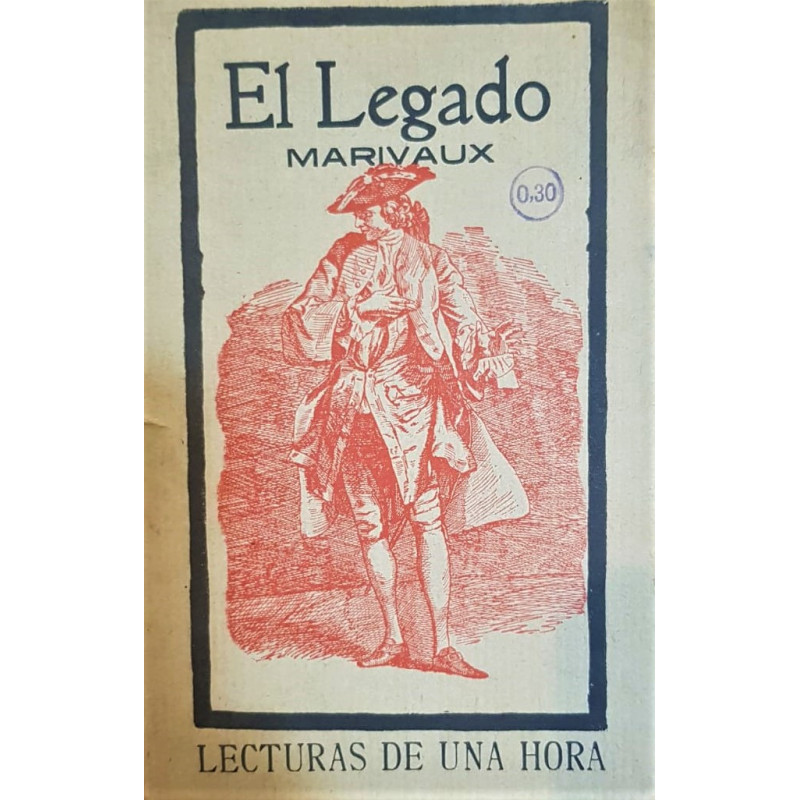 El Legado
MARIVAUX
0,30
LECTURAS DE UNA HORA